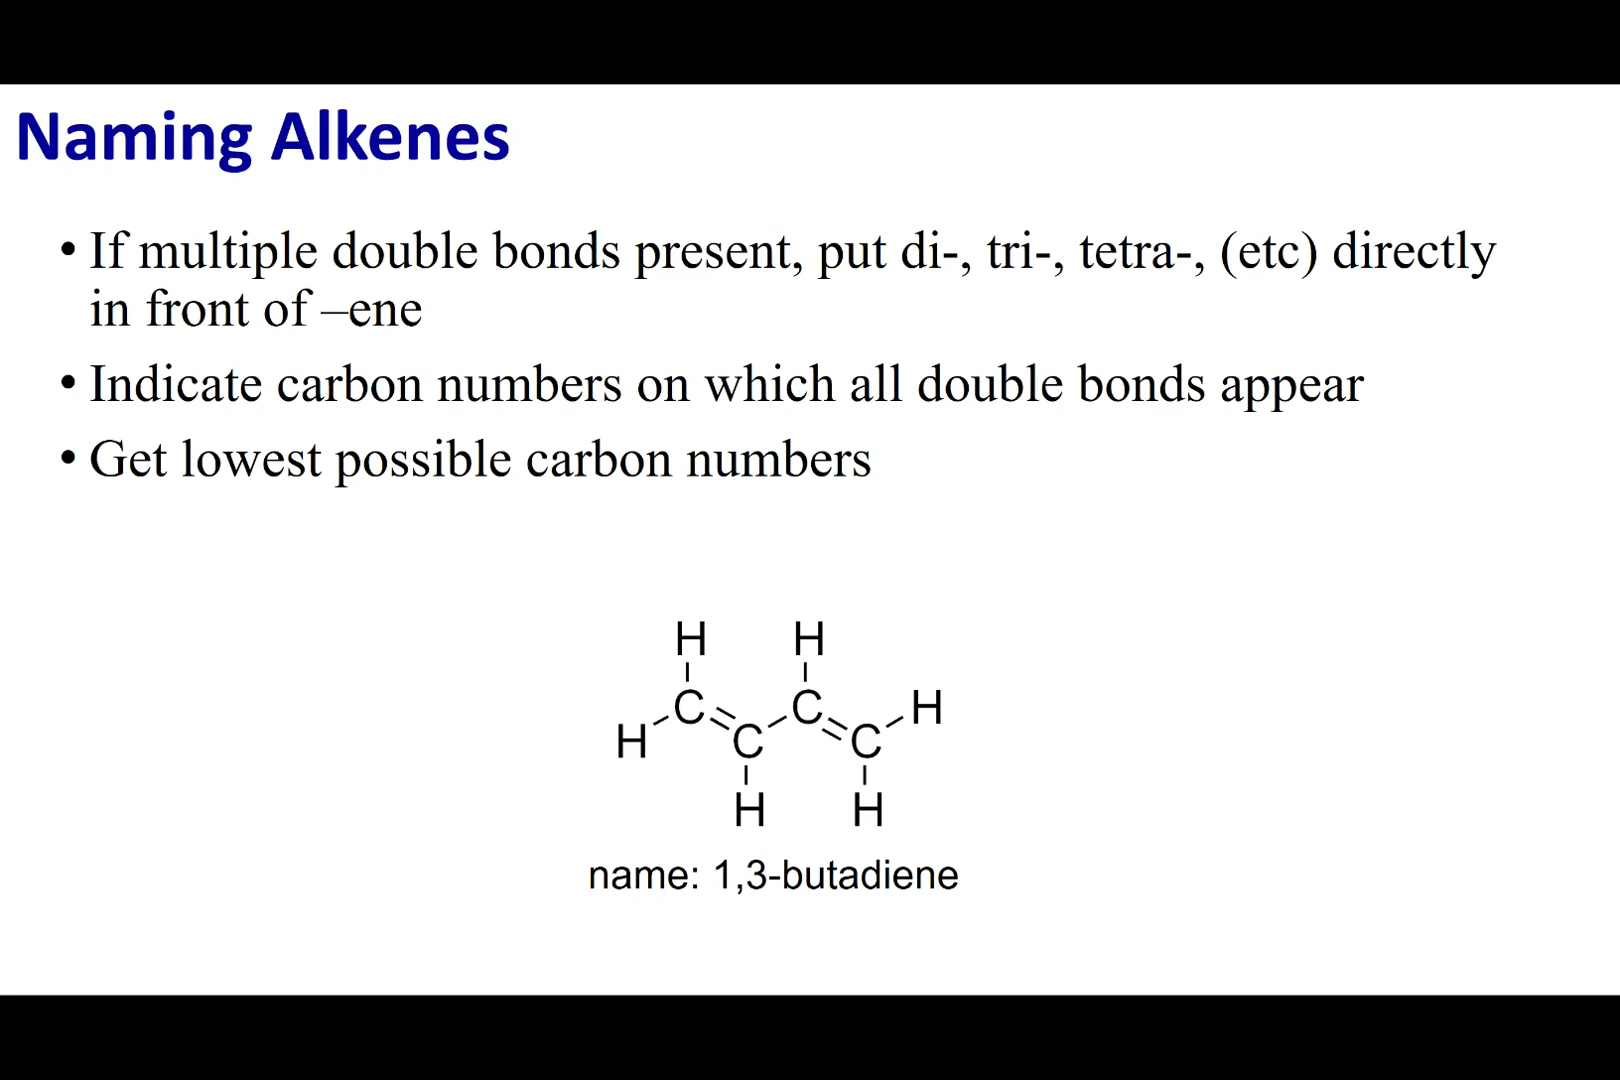 Naming Alkenes
• If multiple double bonds present, put di-, tri-, tetra-, (etc) directly
in front of –ene
• Indicate carbon numbers on which all double bonds appear
• Get lowest possible carbon numbers
H H
C C H
H C C
H H
name: 1,3-butadiene